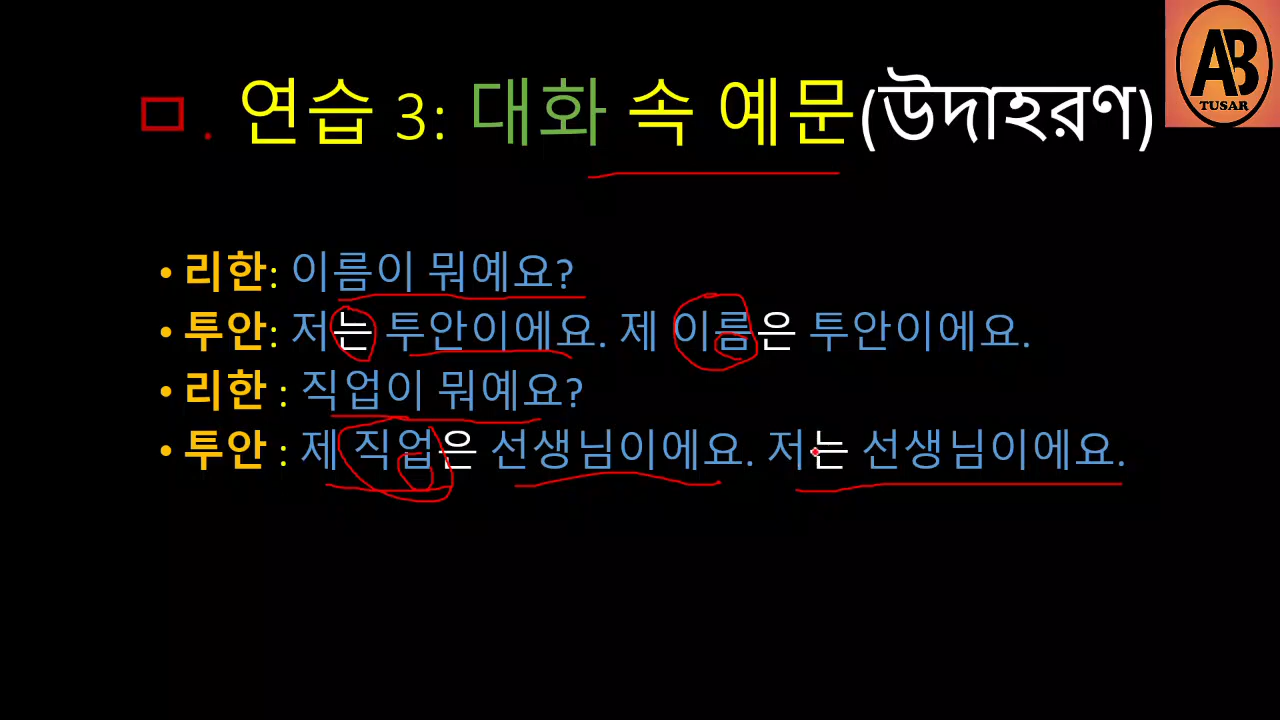 ㅁ. 연습 3: 대화 속 예문(উদাহরণ)
AB
TUSAR
• 리한: 이름이 뭐예요?
• 투안: 저는 투안이에요. 제 이름은 투안이에요.
• 리한 : 직업이 뭐예요?
• 투안 : 제 직업은 선생님이에요. 저는 선생님이에요.